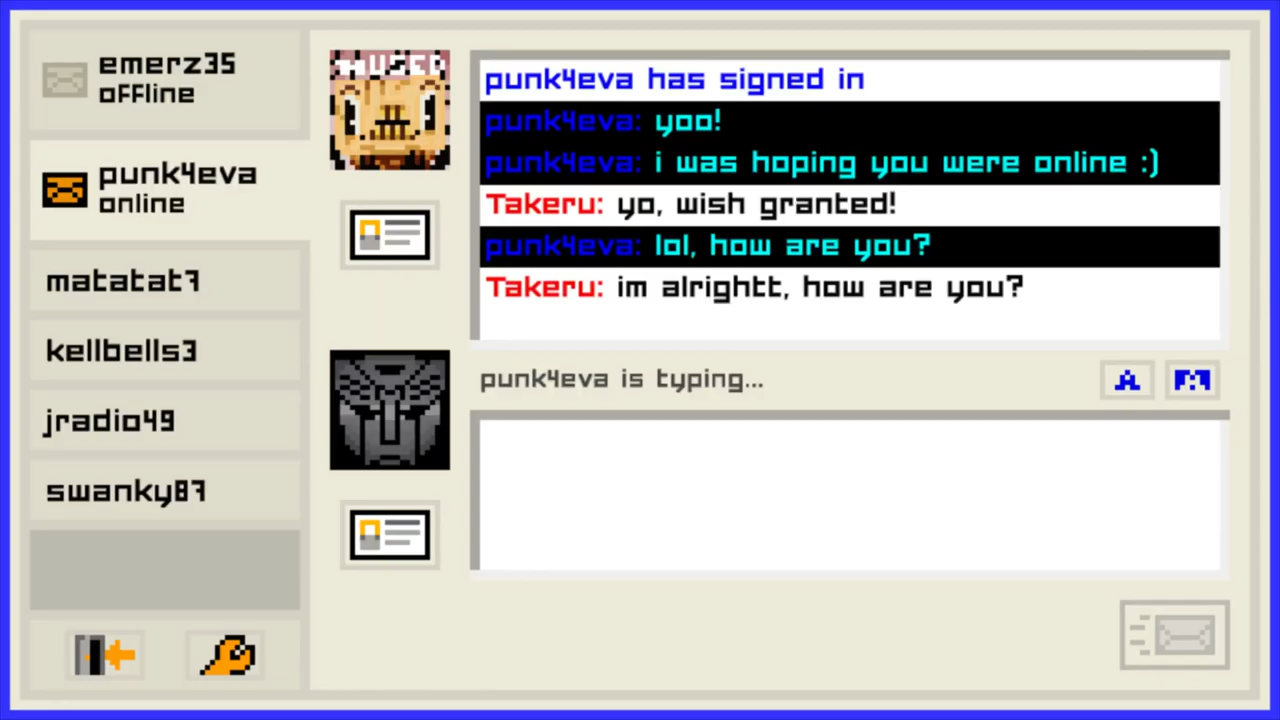 emerz35
offline
punk4eva
online
matatat7
kellbells3
jradio49
swanky87
punk4eva has signed in
punk4eva: yoo!
punk4eva: i was hoping you were online :)
Takeru: yo, wish granted!
punk4eva: lol, how are you?
Takeru: im alrightt, how are you?
punk4eva is typing...
A